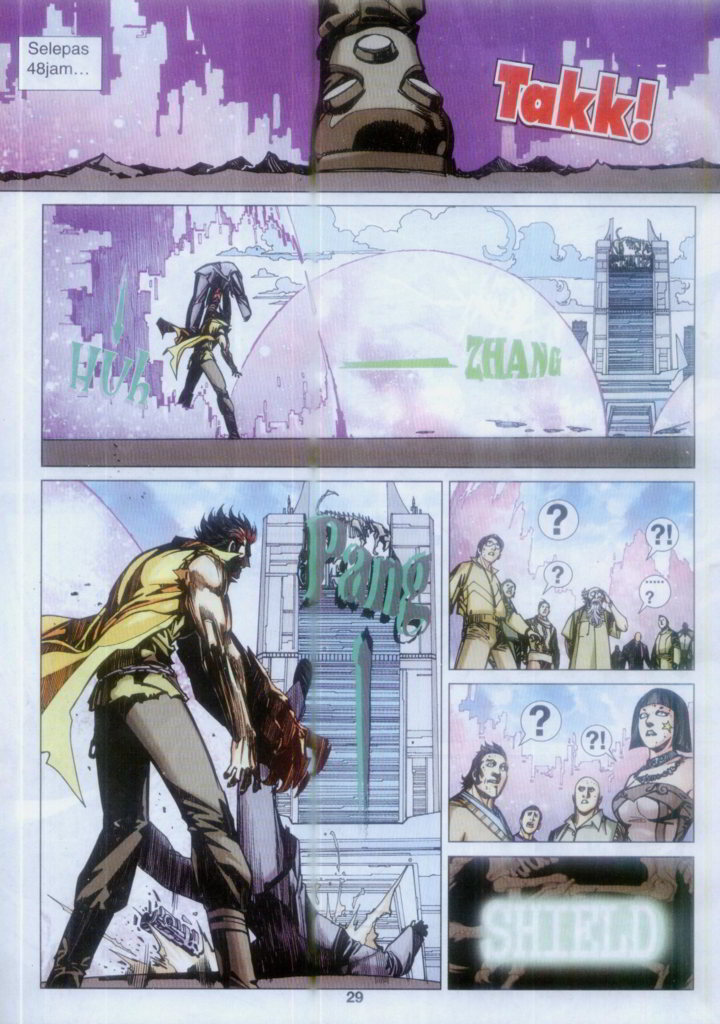 Selepas
48jam...
Takk!
HUh
ZHANG
Pang
?
?!
?
.....
?
?
?!
SHIELD
29